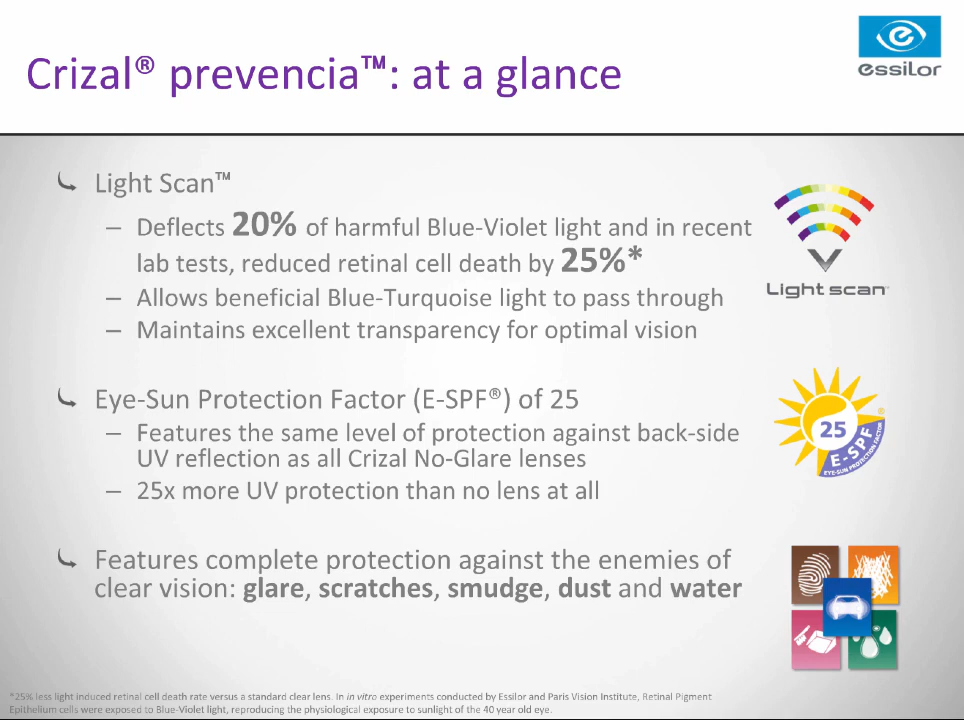 essilor
Crizal® prevencia™: at a glance
Light Scan™
– Deflects 20% of harmful Blue-Violet light and in recent
lab tests, reduced retinal cell death by 25%*
– Allows beneficial Blue-Turquoise light to pass through
– Maintains excellent transparency for optimal vision
Light scan™
Eye-Sun Protection Factor (E-SPF®) of 25
– Features the same level of protection against back-side
UV reflection as all Crizal No-Glare lenses
– 25x more UV protection than no lens at all
25
E-SPF®
EYE-SUN PROTECTION FACTOR
Features complete protection against the enemies of
clear vision: glare, scratches, smudge, dust and water
*25% less light induced retinal cell death rate versus a standard clear lens. In in vitro experiments conducted by Essilor and Paris Vision Institute, Retinal Pigment
Epithelium cells were exposed to Blue-Violet light, reproducing the physiological exposure to sunlight of the 40 year old eye.